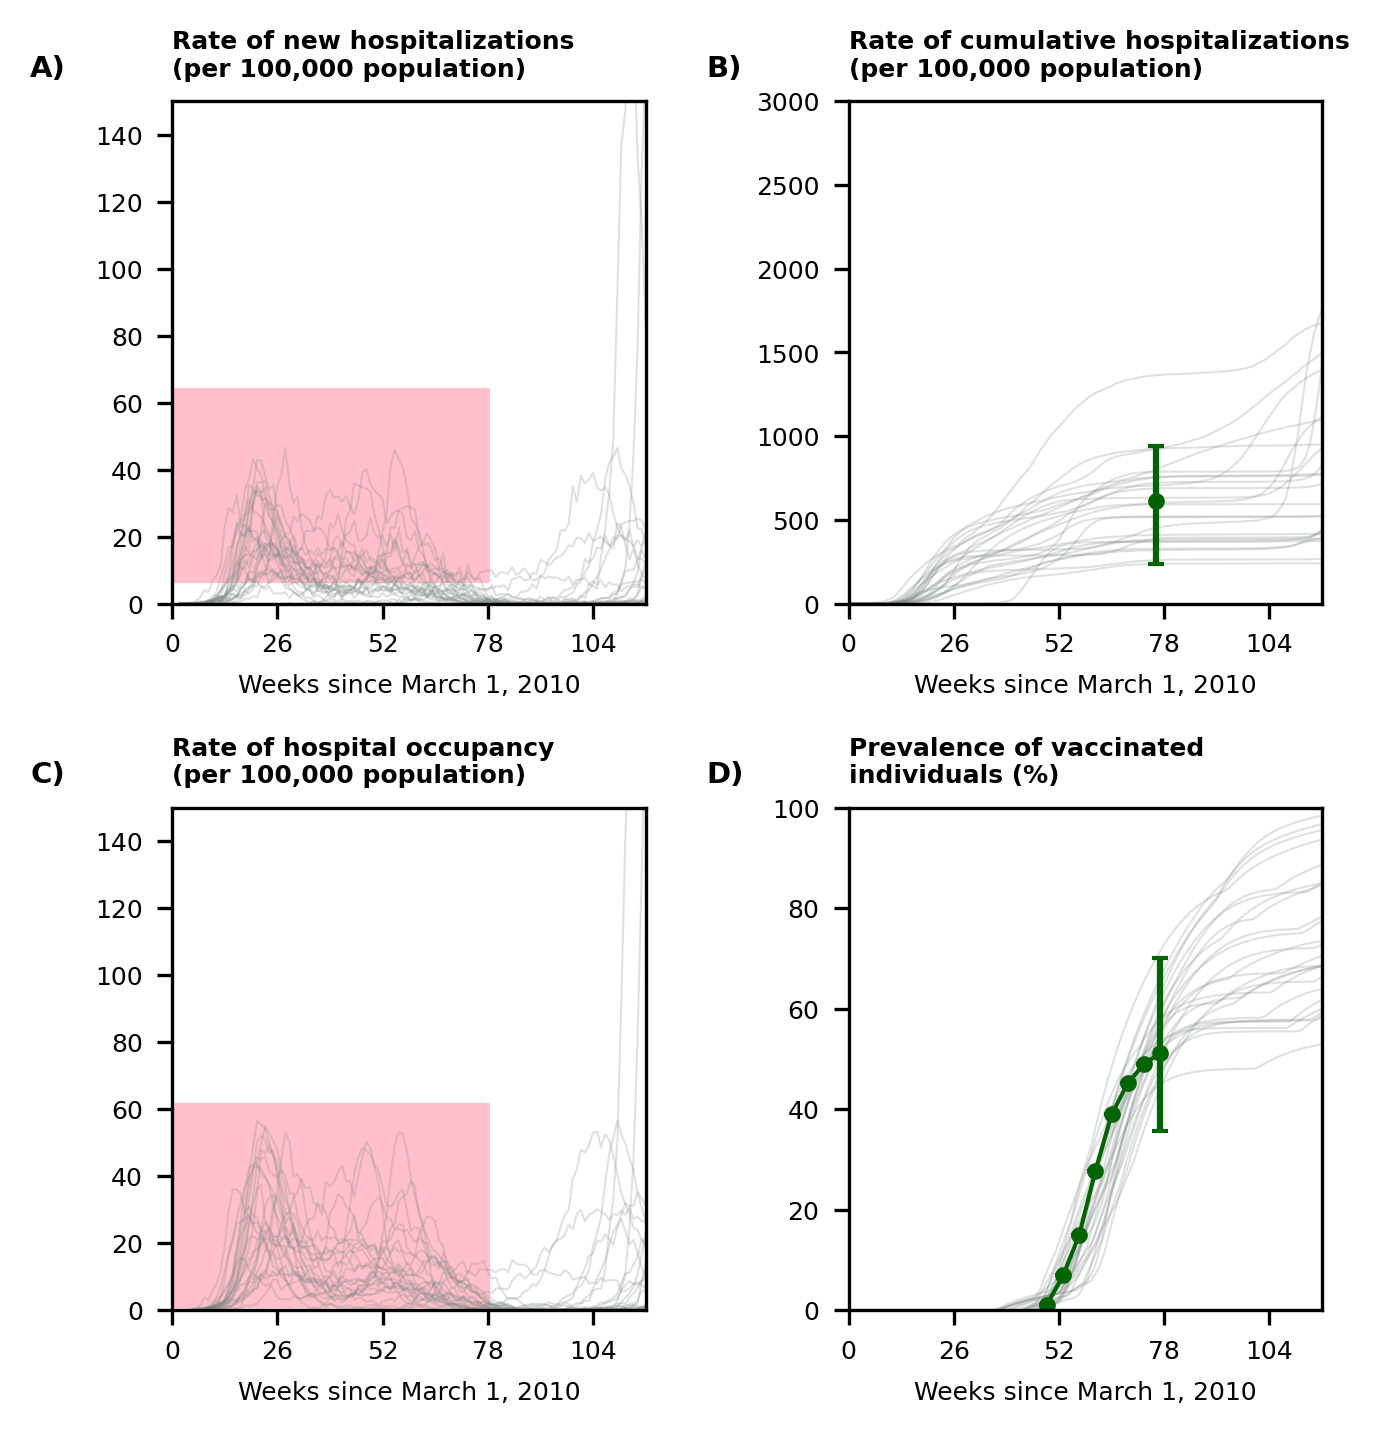 A)
Rate of new hospitalizations
(per 100,000 population)
140
120
100
80
60
40
20
0
0 26 52 78 104
Weeks since March 1, 2010
B)
Rate of cumulative hospitalizations
(per 100,000 population)
3000
2500
2000
1500
1000
500
0
0 26 52 78 104
Weeks since March 1, 2010
C)
Rate of hospital occupancy
(per 100,000 population)
140
120
100
80
60
40
20
0
0 26 52 78 104
Weeks since March 1, 2010
D)
Prevalence of vaccinated
individuals (%)
100
80
60
40
20
0
0 26 52 78 104
Weeks since March 1, 2010